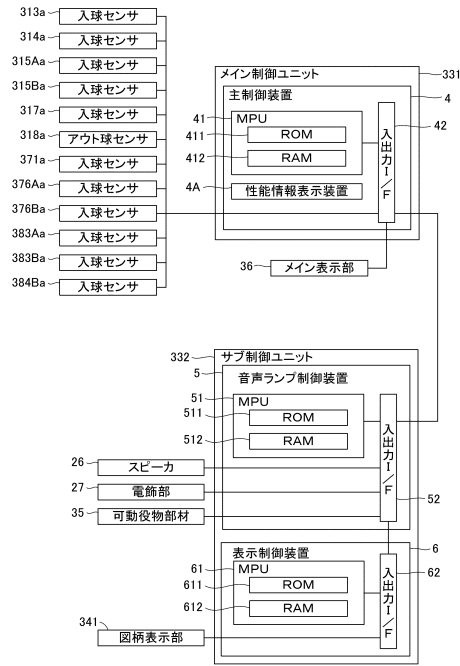 313a 入球センサ
314a 入球センサ
315Aa 入球センサ
315Ba 入球センサ
317a 入球センサ
318a アウト球センサ
371a 入球センサ
376Aa 入球センサ
376Ba 入球センサ
383Aa 入球センサ
383Ba 入球センサ
384Ba 入球センサ
メイン制御ユニット 331
主制御装置 4
41 MPU
411 ROM
412 RAM
42
入出力I/F
4A 性能情報表示装置
36 メイン表示部
332 サブ制御ユニット
5 音声ランプ制御装置
51 MPU
511 ROM
512 RAM
入出力I/F
52
26 スピーカ
27 電飾部
35 可動役物部材
表示制御装置 6
61 MPU
611 ROM
612 RAM
62
入出力I/F
341 図柄表示部